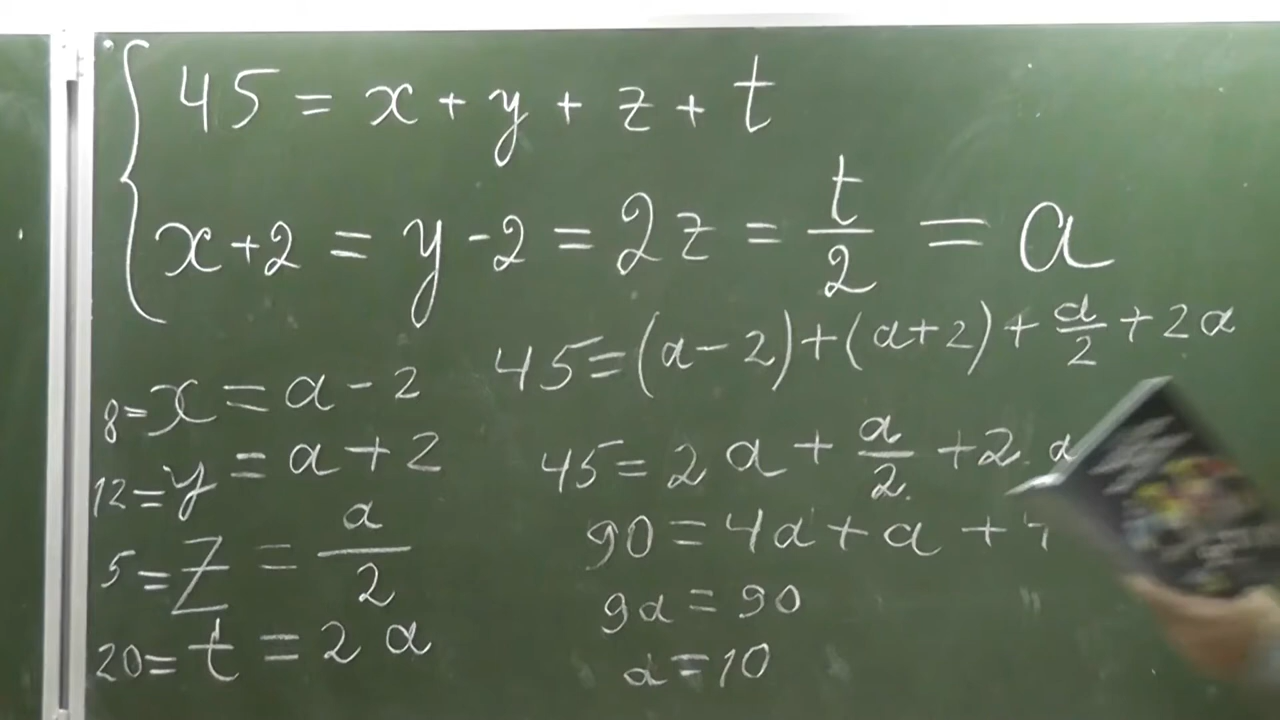 45 = x + y + z + t
x + 2 = y - 2 = 2z = t/2 = a
45 = (a - 2) + (a + 2) + a/2 + 2a
8 = x = a - 2
12 = y = a + 2
5 = z = a/2
20 = t = 2a
45 = 2a + a/2 + 2a
90 = 4a + a + 4
9a = 90
a = 10